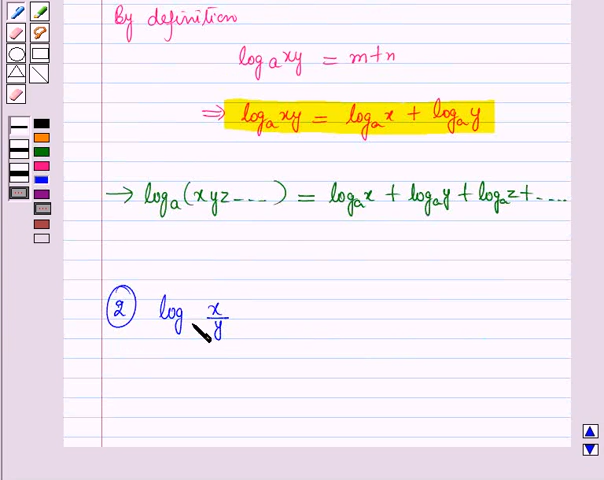 By definition
logₐ xy = m+n
⇒ logₐ xy = logₐ x + logₐ y
→ logₐ (xyz ----) = logₐ x + logₐ y + logₐ z + ----
② log x/y